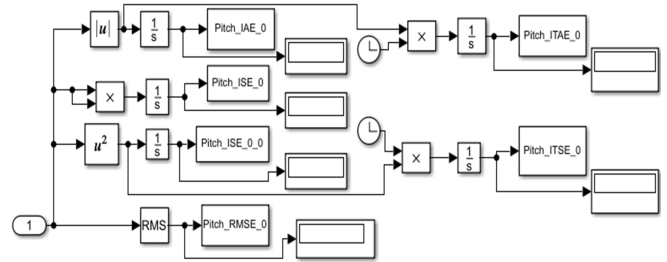 |u|
1/s
Pitch_IAE_0
×
1/s
Pitch_ITAE_0
×
1/s
Pitch_ISE_0
u²
1/s
Pitch_ISE_0_0
×
1/s
Pitch_ITSE_0
1
RMS
Pitch_RMSE_0